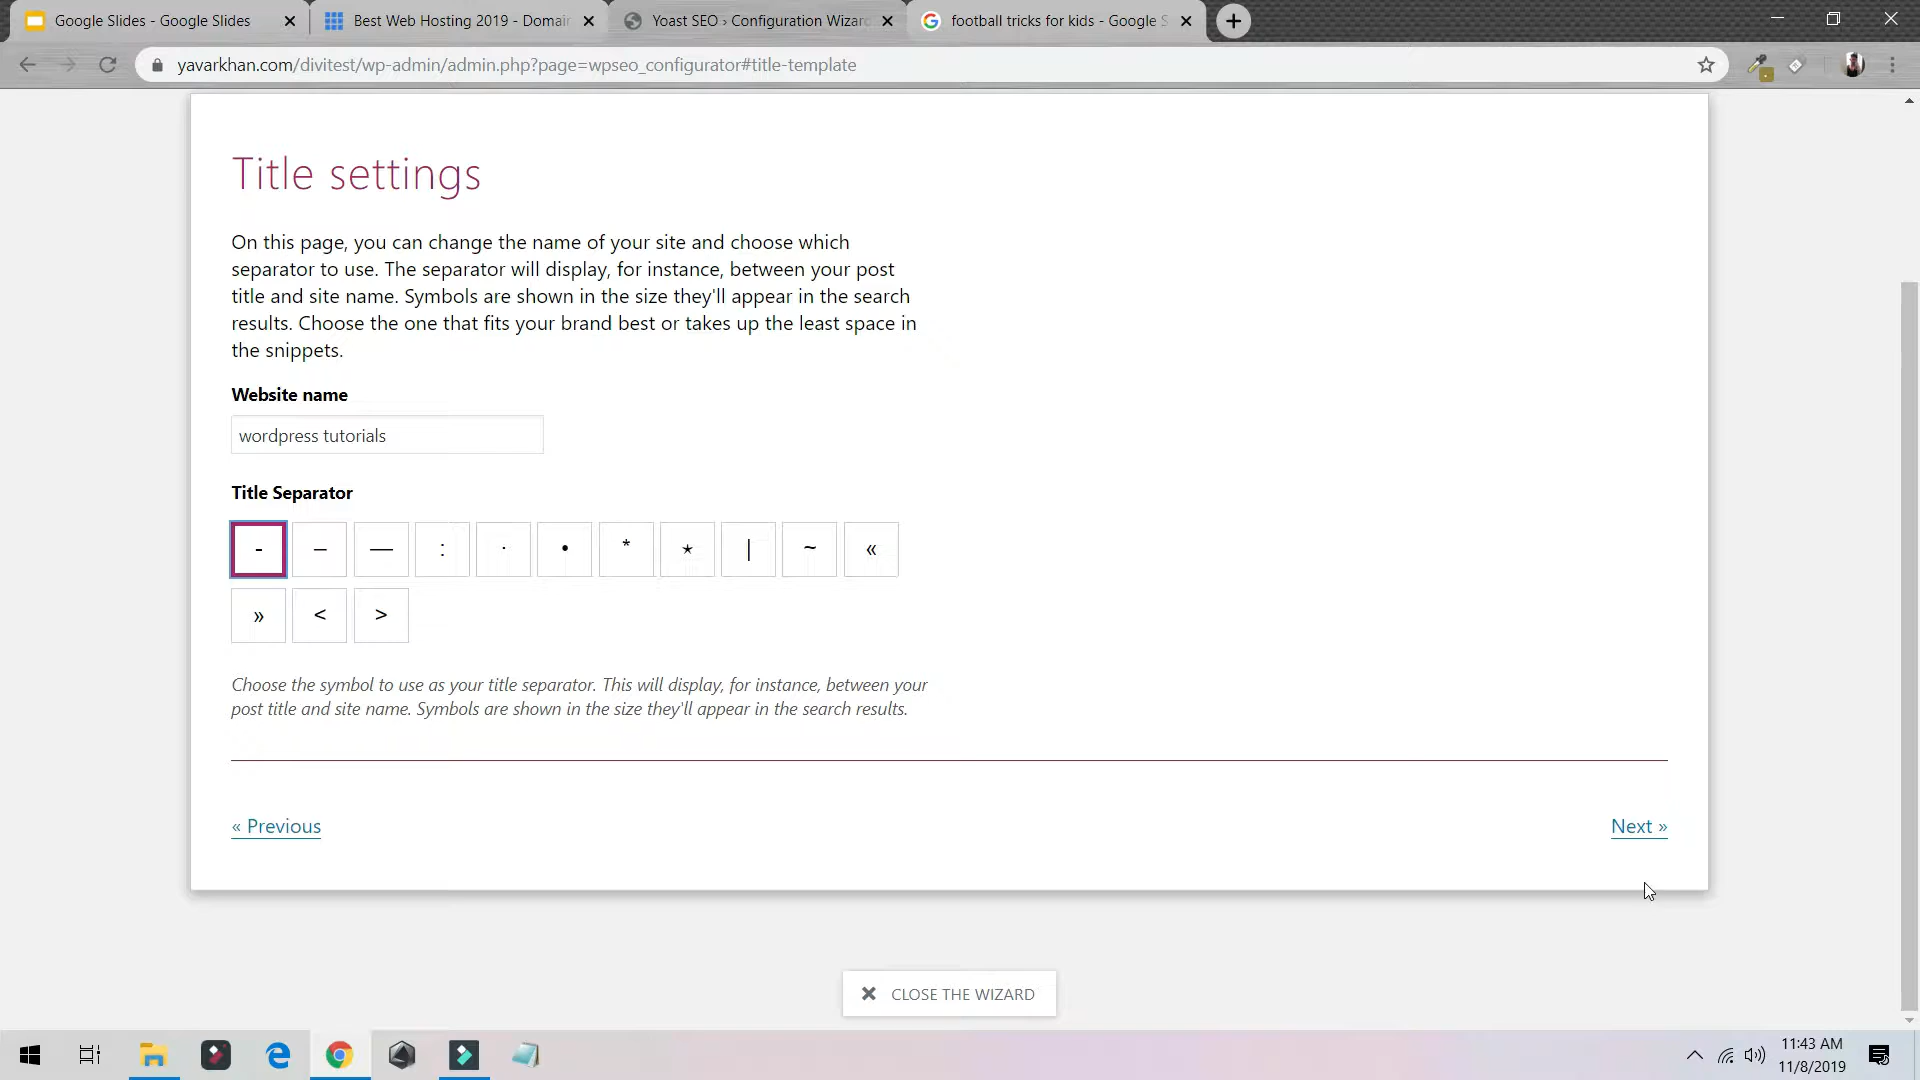 Google Slides - Google Slides
Best Web Hosting 2019 - Domai
Yoast SEO › Configuration Wizard
football tricks for kids - Google S
yavarkhan.com/divitest/wp-admin/admin.php?page=wpseo_configurator#title-template
Title settings
On this page, you can change the name of your site and choose which
separator to use. The separator will display, for instance, between your post
title and site name. Symbols are shown in the size they'll appear in the search
results. Choose the one that fits your brand best or takes up the least space in
the snippets.
Website name
wordpress tutorials
Title Separator
- – — : · • * ⋆ | ~ «
» < >
Choose the symbol to use as your title separator. This will display, for instance, between your
post title and site name. Symbols are shown in the size they'll appear in the search results.
« Previous
Next »
CLOSE THE WIZARD
11:43 AM
11/8/2019